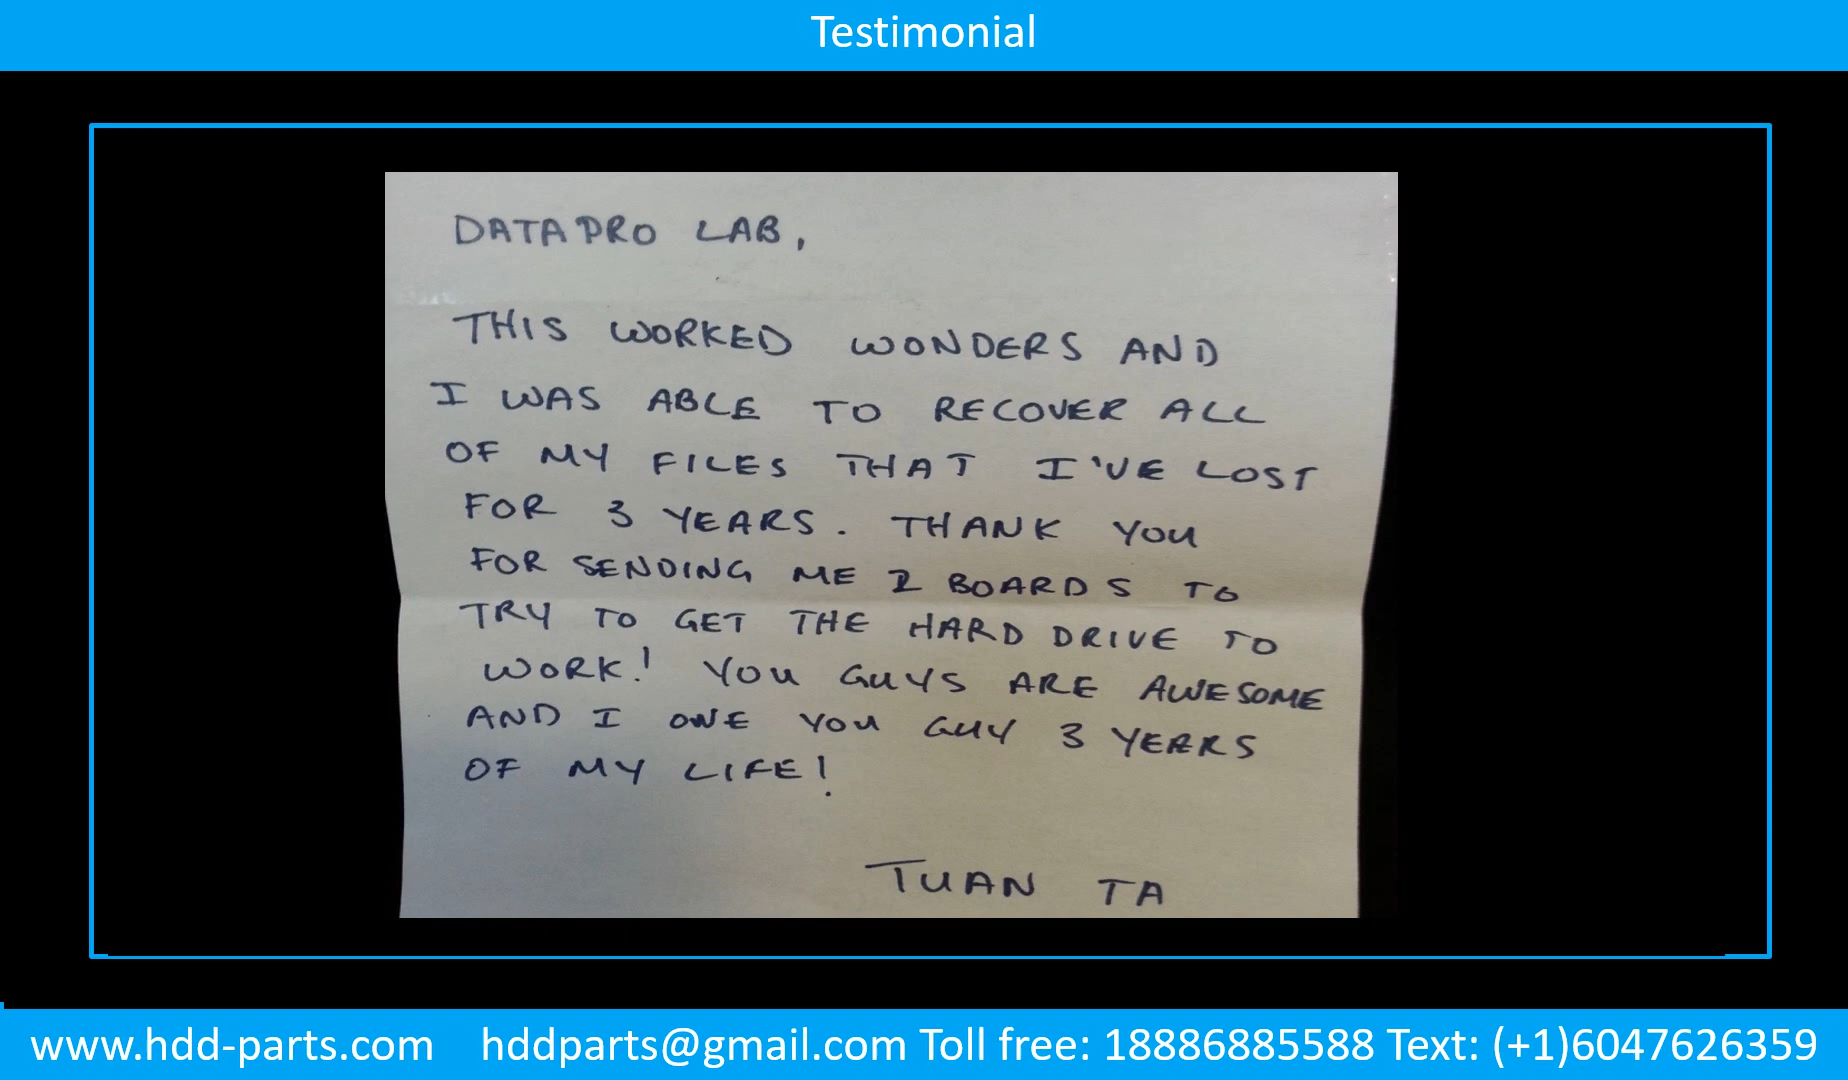 Testimonial
DATAPRO LAB,
THIS WORKED WONDERS AND
I WAS ABLE TO RECOVER ALL
OF MY FILES THAT I'VE LOST
FOR 3 YEARS. THANK YOU
FOR SENDING ME 2 BOARDS TO
TRY TO GET THE HARD DRIVE TO
WORK! YOU GUYS ARE AWESOME
AND I OWE YOU GUY 3 YEARS
OF MY LIFE!
TUAN TA
www.hdd-parts.com hddparts@gmail.com Toll free: 18886885588 Text: (+1)6047626359